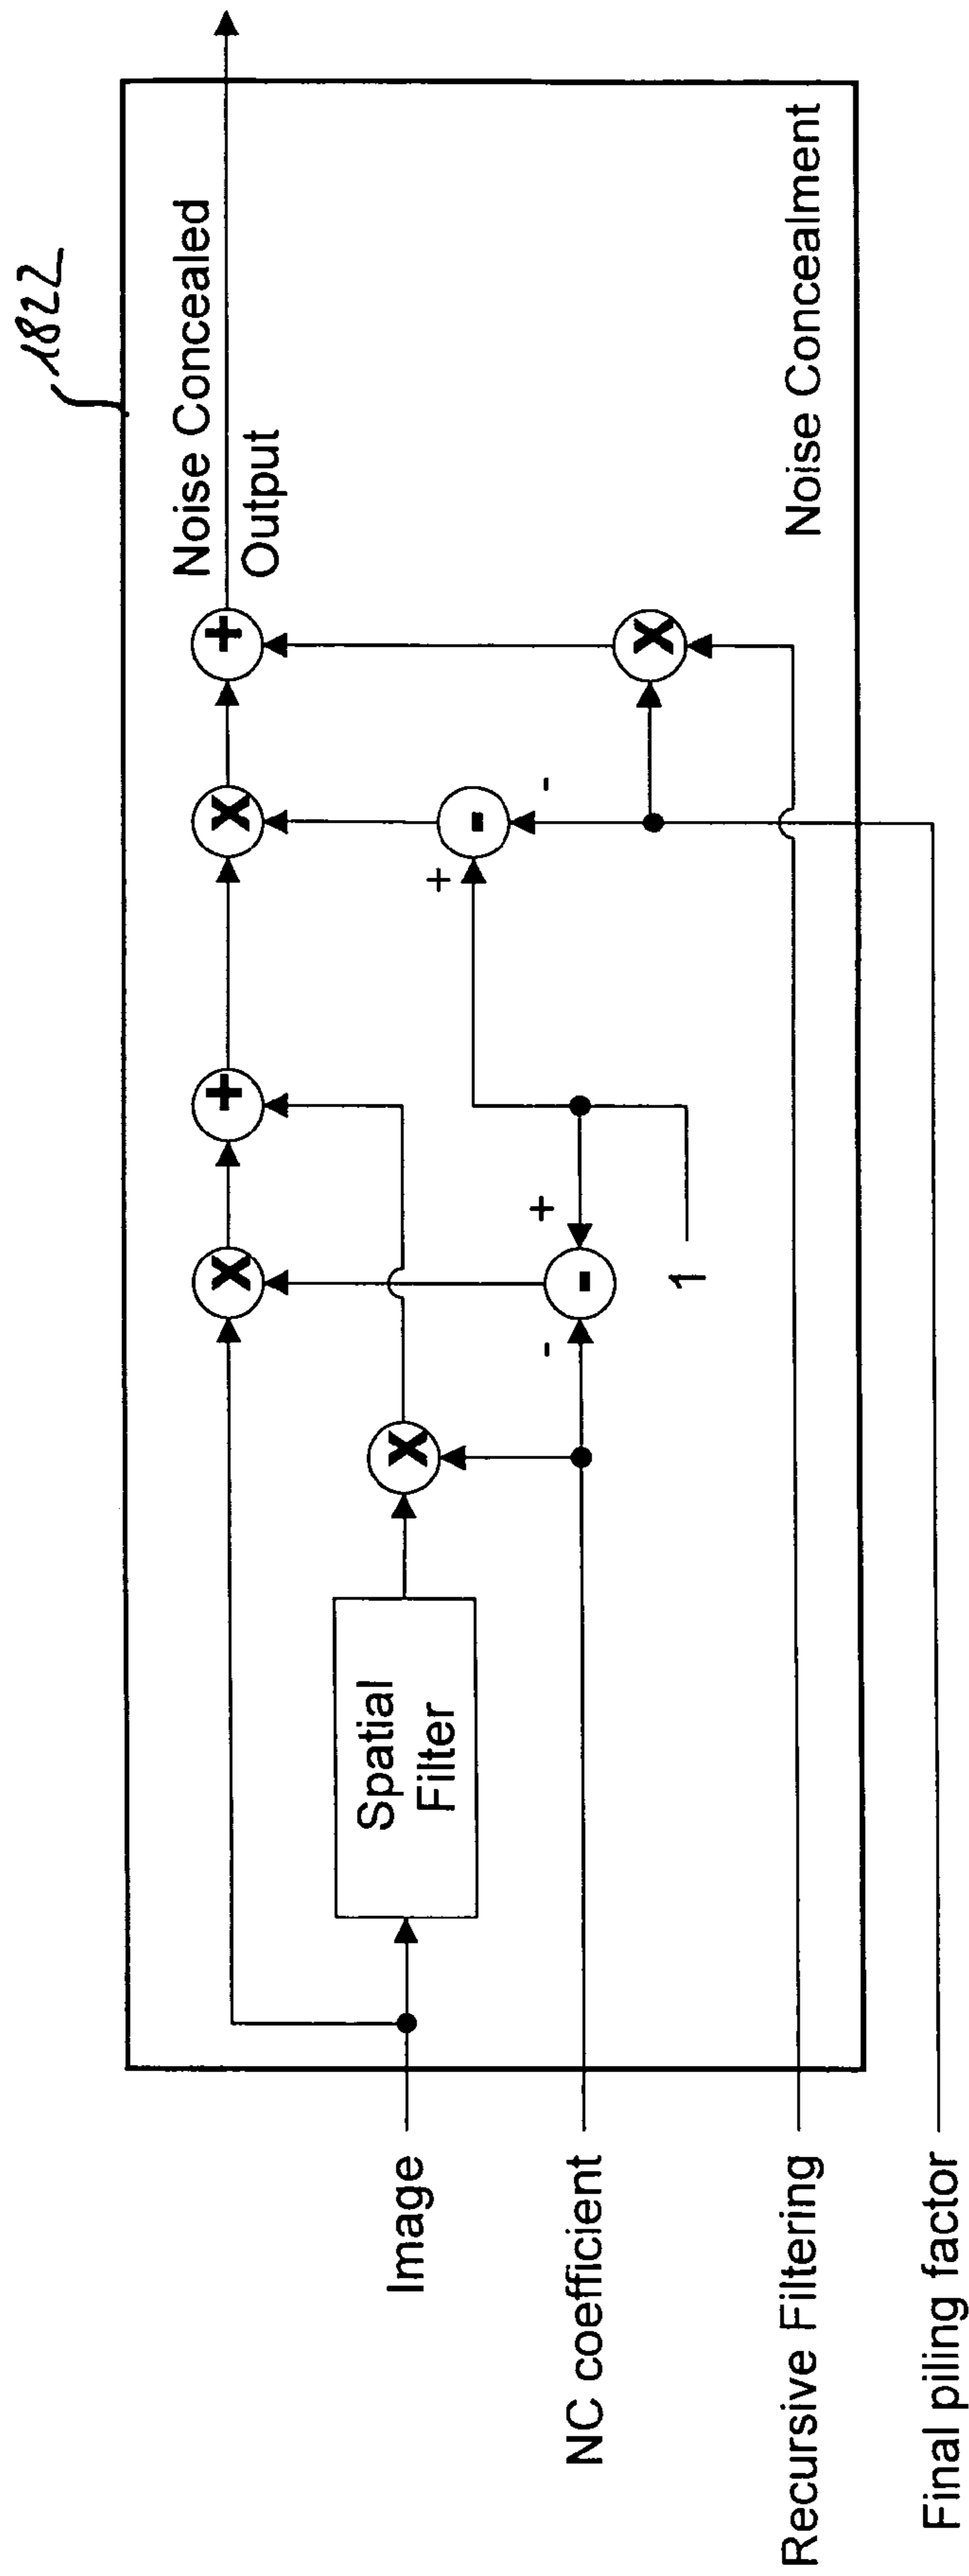 1822
Noise Concealed
Output
+
X
-
+
X
+
X
-
+
X
-
+
-
X
1
Spatial
Filter
Noise Concealment
Image
NC coefficient
Recursive Filtering
Final piling factor